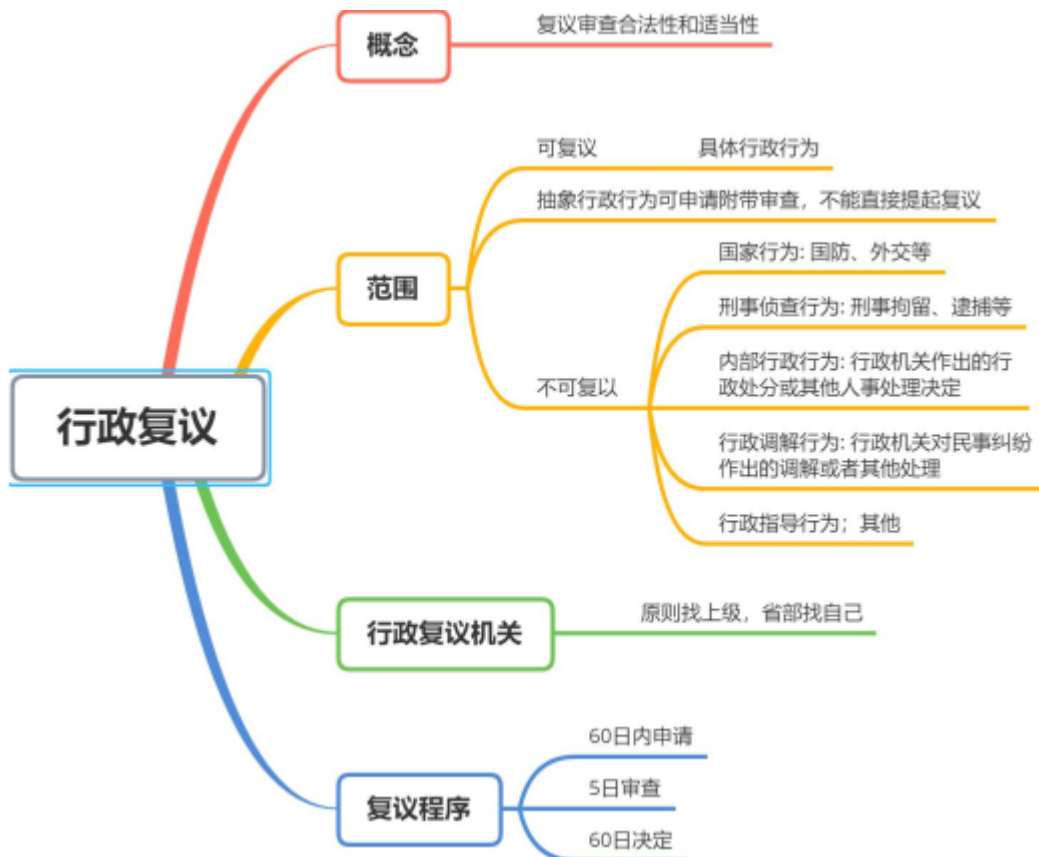 概念
复议审查合法性和适当性
行政复议
范围
可复议
具体行政行为
抽象行政行为可申请附带审查，不能直接提起复议
不可复以
国家行为: 国防、外交等
刑事侦查行为: 刑事拘留、逮捕等
内部行政行为: 行政机关作出的行
政处分或其他人事处理决定
行政调解行为: 行政机关对民事纠纷
作出的调解或者其他处理
行政指导行为；其他
行政复议机关
原则找上级，省部找自己
复议程序
60日内申请
5日审查
60日决定